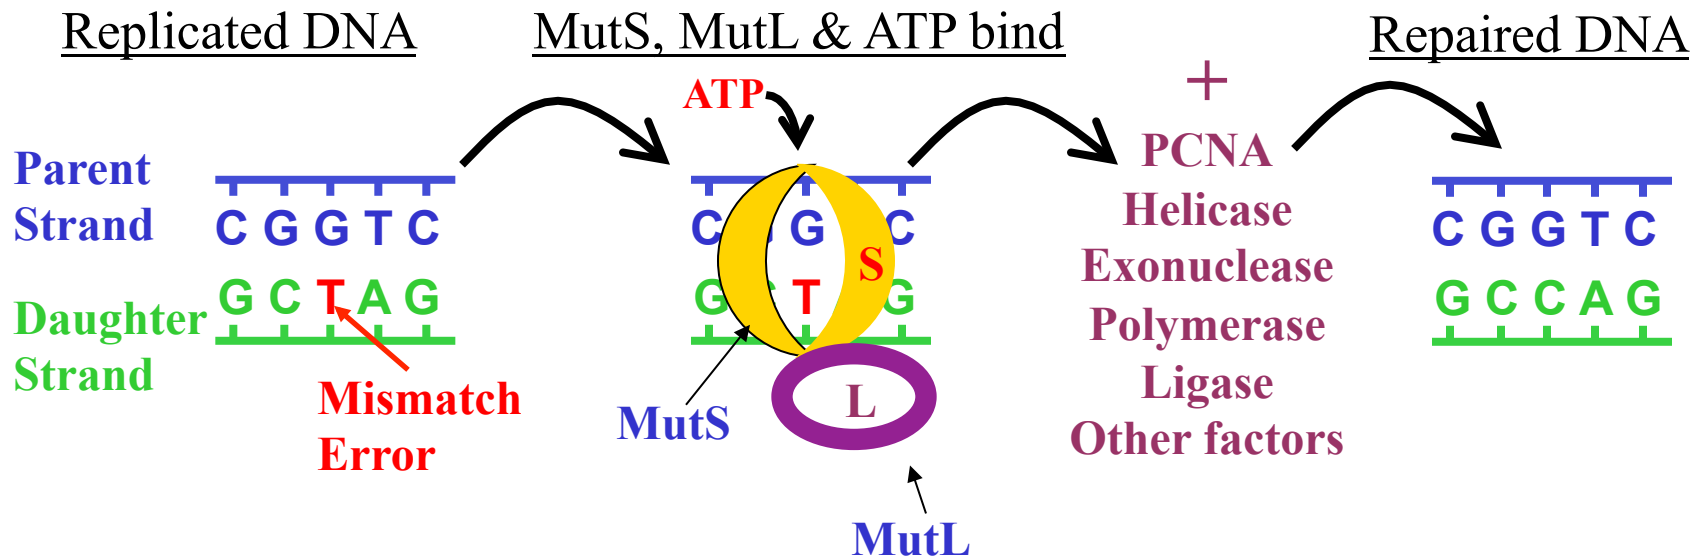 Replicated DNA
MutS, MutL & ATP bind
Repaired DNA
ATP
+
Parent
Strand
C G G T C
G C T A G
Daughter
Strand
Mismatch
Error
C G G C
G C T G
S
L
MutS
MutL
PCNA
Helicase
Exonuclease
Polymerase
Ligase
Other factors
C G G T C
G C C A G